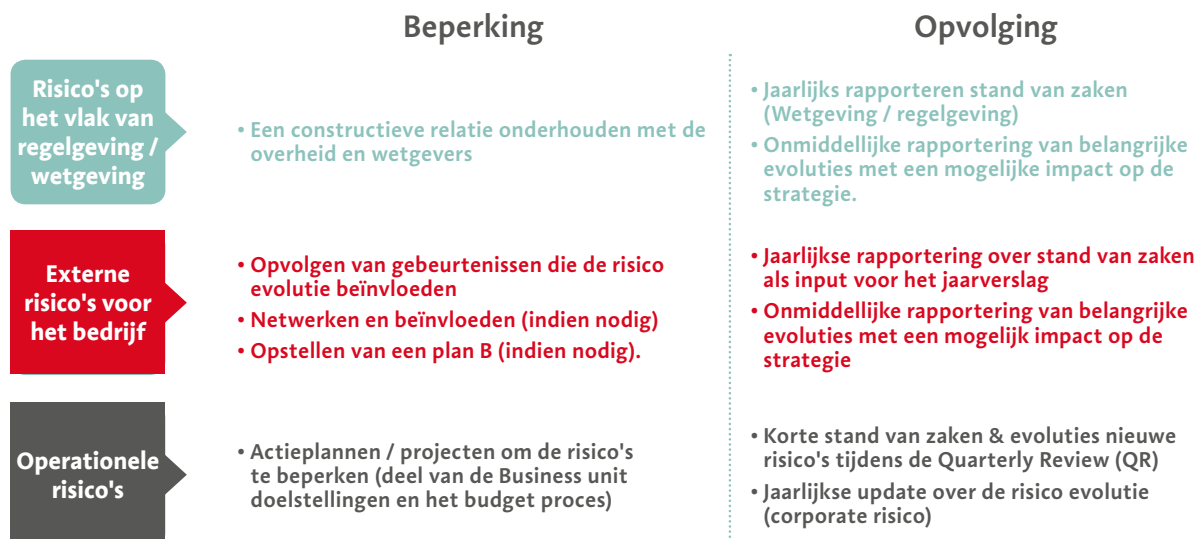 Beperking
Opvolging
Risico's op
het vlak van
regelgeving /
wetgeving
• Een constructieve relatie onderhouden met de
overheid en wetgevers
• Jaarlijks rapporteren stand van zaken
(Wetgeving / regelgeving)
• Onmiddellijke rapportering van belangrijke
evoluties met een mogelijke impact op de
strategie.
Externe
risico's voor
het bedrijf
• Opvolgen van gebeurtenissen die de risico
evolutie beïnvloeden
• Netwerken en beïnvloeden (indien nodig)
• Opstellen van een plan B (indien nodig).
• Jaarlijkse rapportering over stand van zaken
als input voor het jaarverslag
• Onmiddellijke rapportering van belangrijke
evoluties met een mogelijk impact op de
strategie
Operationele
risico's
• Actieplannen / projecten om de risico's
te beperken (deel van de Business unit
doelstellingen en het budget proces)
• Korte stand van zaken & evoluties nieuwe
risico's tijdens de Quarterly Review (QR)
• Jaarlijkse update over de risico evolutie
(corporate risico)